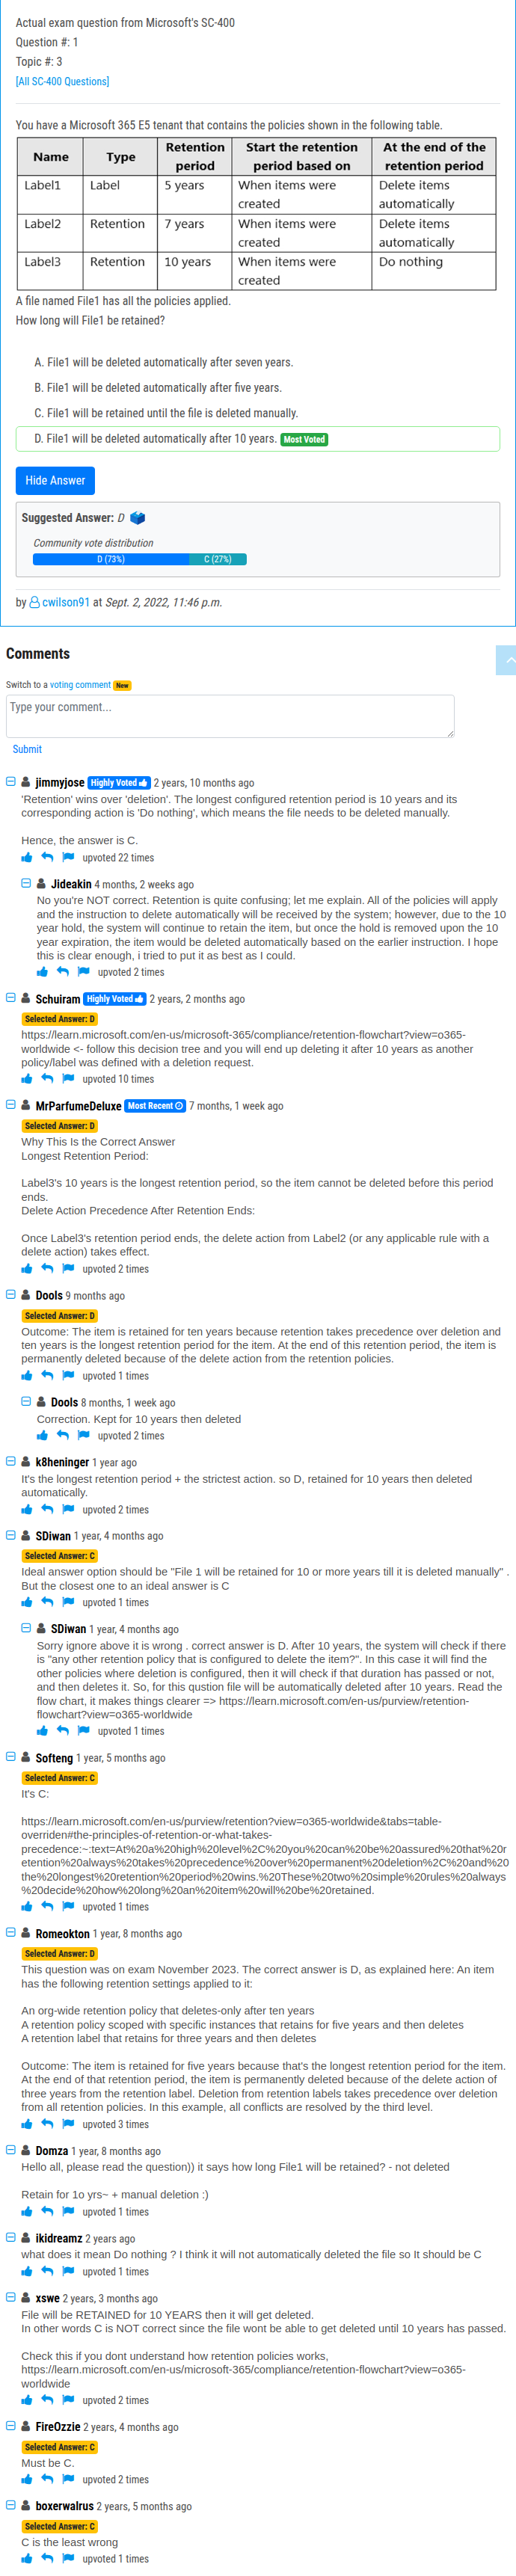 Actual exam question from Microsoft's SC-400
Question #: 1
Topic #: 3
[All SC-400 Questions]
You have a Microsoft 365 E5 tenant that contains the policies shown in the following table.
Name Type Retention period Start the retention period based on At the end of the retention period
Label1 Label 5 years When items were created Delete items automatically
Label2 Retention 7 years When items were created Delete items automatically
Label3 Retention 10 years When items were created Do nothing
A file named File1 has all the policies applied.
How long will File1 be retained?
A. File1 will be deleted automatically after seven years.
B. File1 will be deleted automatically after five years.
C. File1 will be retained until the file is deleted manually.
D. File1 will be deleted automatically after 10 years. Most Voted
Hide Answer
Suggested Answer: D
Community vote distribution
D (73%) C (27%)
by cwilson91 at Sept. 2, 2022, 11:46 p.m.
Comments
Switch to a voting comment New
Type your comment...
Submit
jimmyjose Highly Voted 2 years, 10 months ago
'Retention' wins over 'deletion'. The longest configured retention period is 10 years and its
corresponding action is 'Do nothing', which means the file needs to be deleted manually.
Hence, the answer is C.
upvoted 22 times
Jideakin 4 months, 2 weeks ago
No you're NOT correct. Retention is quite confusing; let me explain. All of the policies will apply
and the instruction to delete automatically will be received by the system; however, due to the 10
year hold, the system will continue to retain the item, but once the hold is removed upon the 10
year expiration, the item would be deleted automatically based on the earlier instruction. I hope
this is clear enough, i tried to put it as best as I could.
upvoted 2 times
Schuiram Highly Voted 2 years, 2 months ago
Selected Answer: D
https://learn.microsoft.com/en-us/microsoft-365/compliance/retention-flowchart?view=o365-
worldwide <- follow this decision tree and you will end up deleting it after 10 years as another
policy/label was defined with a deletion request.
upvoted 10 times
MrParfumeDeluxe Most Recent 7 months, 1 week ago
Selected Answer: D
Why This Is the Correct Answer
Longest Retention Period:
Label3's 10 years is the longest retention period, so the item cannot be deleted before this period
ends.
Delete Action Precedence After Retention Ends:
Once Label3's retention period ends, the delete action from Label2 (or any applicable rule with a
delete action) takes effect.
upvoted 2 times
Dools 9 months ago
Selected Answer: D
Outcome: The item is retained for ten years because retention takes precedence over deletion and
ten years is the longest retention period for the item. At the end of this retention period, the item is
permanently deleted because of the delete action from the retention policies.
upvoted 1 times
Dools 8 months, 1 week ago
Correction. Kept for 10 years then deleted
upvoted 2 times
k8heninger 1 year ago
It's the longest retention period + the strictest action. so D, retained for 10 years then deleted
automatically.
upvoted 2 times
SDiwan 1 year, 4 months ago
Selected Answer: C
Ideal answer option should be "File 1 will be retained for 10 or more years till it is deleted manually" .
But the closest one to an ideal answer is C
upvoted 1 times
SDiwan 1 year, 4 months ago
Sorry ignore above it is wrong . correct answer is D. After 10 years, the system will check if there
is "any other retention policy that is configured to delete the item?". In this case it will find the
other policies where deletion is configured, then it will check if that duration has passed or not,
and then deletes it. So, for this qustion file will be automatically deleted after 10 years. Read the
flow chart, it makes things clearer => https://learn.microsoft.com/en-us/purview/retention-
flowchart?view=o365-worldwide
upvoted 1 times
Softeng 1 year, 5 months ago
Selected Answer: C
It's C:
https://learn.microsoft.com/en-us/purview/retention?view=o365-worldwide&tabs=table-
overriden#the-principles-of-retention-or-what-takes-
precedence:~:text=At%20a%20high%20level%2C%20you%20can%20be%20assured%20that%20r
etention%20always%20takes%20precedence%20over%20permanent%20deletion%2C%20and%20
the%20longest%20retention%20period%20wins.%20These%20two%20simple%20rules%20always
%20decide%20how%20long%20an%20item%20will%20be%20retained.
upvoted 1 times
Romeokton 1 year, 8 months ago
Selected Answer: D
This question was on exam November 2023. The correct answer is D, as explained here: An item
has the following retention settings applied to it:
An org-wide retention policy that deletes-only after ten years
A retention policy scoped with specific instances that retains for five years and then deletes
A retention label that retains for three years and then deletes
Outcome: The item is retained for five years because that's the longest retention period for the item.
At the end of that retention period, the item is permanently deleted because of the delete action of
three years from the retention label. Deletion from retention labels takes precedence over deletion
from all retention policies. In this example, all conflicts are resolved by the third level.
upvoted 3 times
Domza 1 year, 8 months ago
Hello all, please read the question)) it says how long File1 will be retained? - not deleted
Retain for 1o yrs~ + manual deletion :)
upvoted 1 times
ikidreamz 2 years ago
what does it mean Do nothing ? I think it will not automatically deleted the file so It should be C
upvoted 1 times
xswe 2 years, 3 months ago
File will be RETAINED for 10 YEARS then it will get deleted.
In other words C is NOT correct since the file wont be able to get deleted until 10 years has passed.
Check this if you dont understand how retention policies works,
https://learn.microsoft.com/en-us/microsoft-365/compliance/retention-flowchart?view=o365-
worldwide
upvoted 2 times
FireOzzie 2 years, 4 months ago
Selected Answer: C
Must be C.
upvoted 2 times
boxerwalrus 2 years, 5 months ago
Selected Answer: C
C is the least wrong
upvoted 1 times